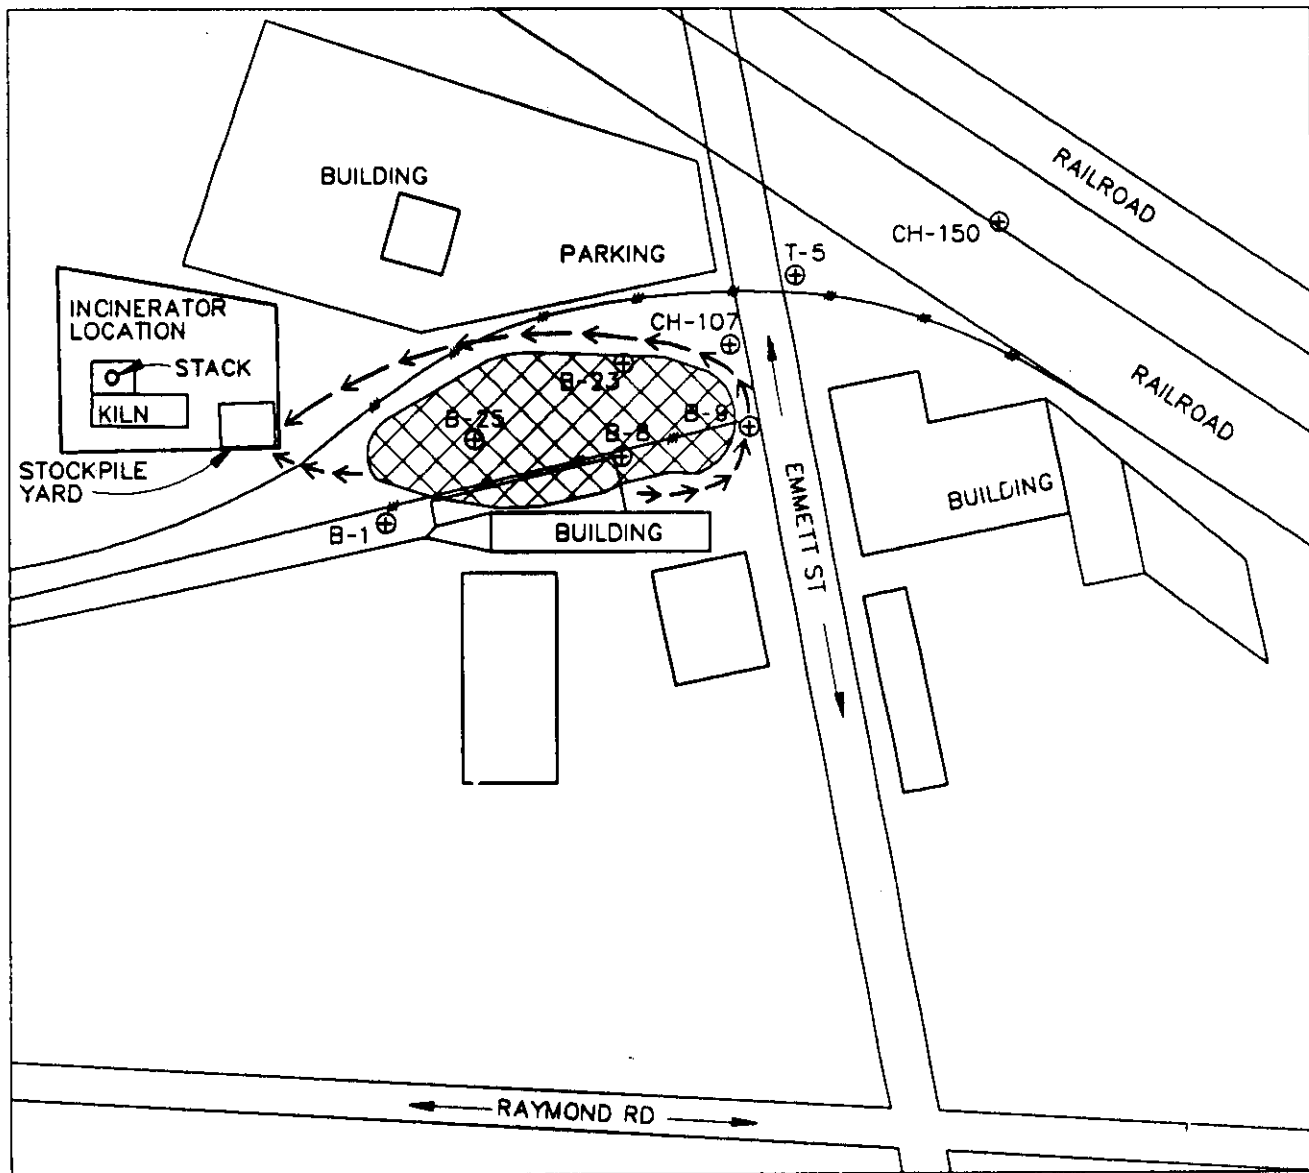 RAILROAD
BUILDING
CH-150
PARKING
T-5
INCINERATOR
LOCATION
CH-107
STACK
B-23
KILN
B-25
B-9
B-8
RAILROAD
STOCKPILE
YARD
EMMETT ST
BUILDING
B-1
BUILDING
RAYMOND RD